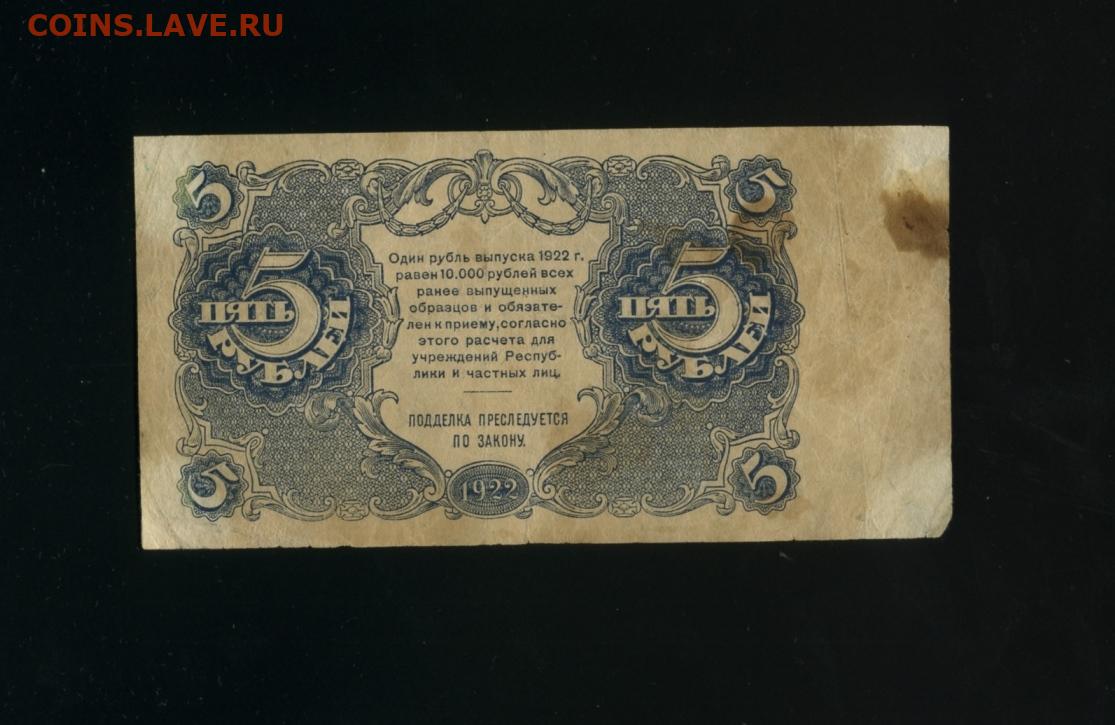 COINS.LAVE.RU
5
5
Один рубль выпуска 1922 г.
равен 10.000 рублей всех
ранее выпущенных
образцов и обязате-
лен к приему, согласно
этого расчета для
учреждений Респуб-
лики и частных лиц.
5
ПЯТЬ
РУБЛЕЙ
5
ПЯТЬ
РУБЛЕЙ
ПОДДЕЛКА ПРЕСЛЕДУЕТСЯ
ПО ЗАКОНУ.
5
1922
5